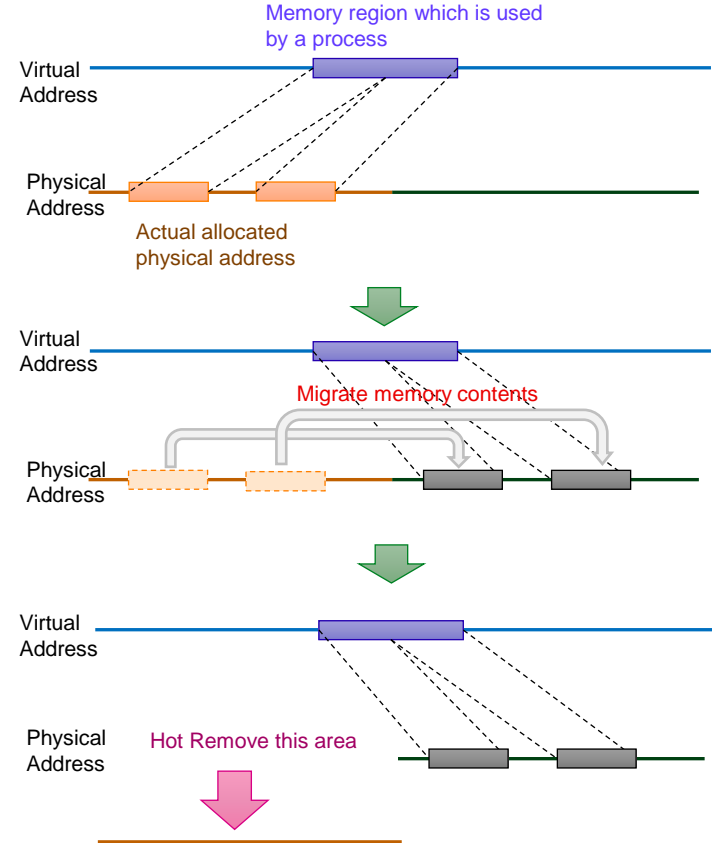 Memory region which is used
by a process
Virtual
Address
Physical
Address
Actual allocated
physical address
Virtual
Address
Migrate memory contents
Physical
Address
Virtual
Address
Physical
Address
Hot Remove this area